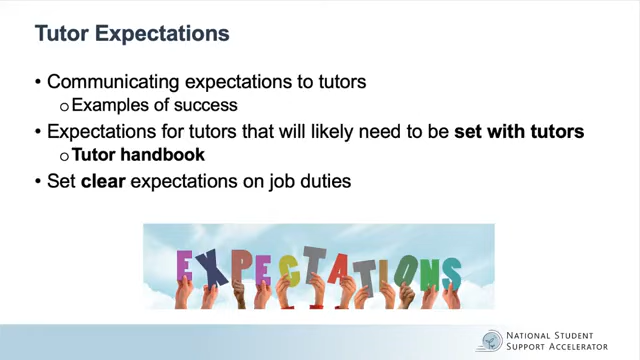 Tutor Expectations
• Communicating expectations to tutors
o Examples of success
• Expectations for tutors that will likely need to be set with tutors
o Tutor handbook
• Set clear expectations on job duties
EXPECTATIONS
NATIONAL STUDENT
SUPPORT ACCELERATOR